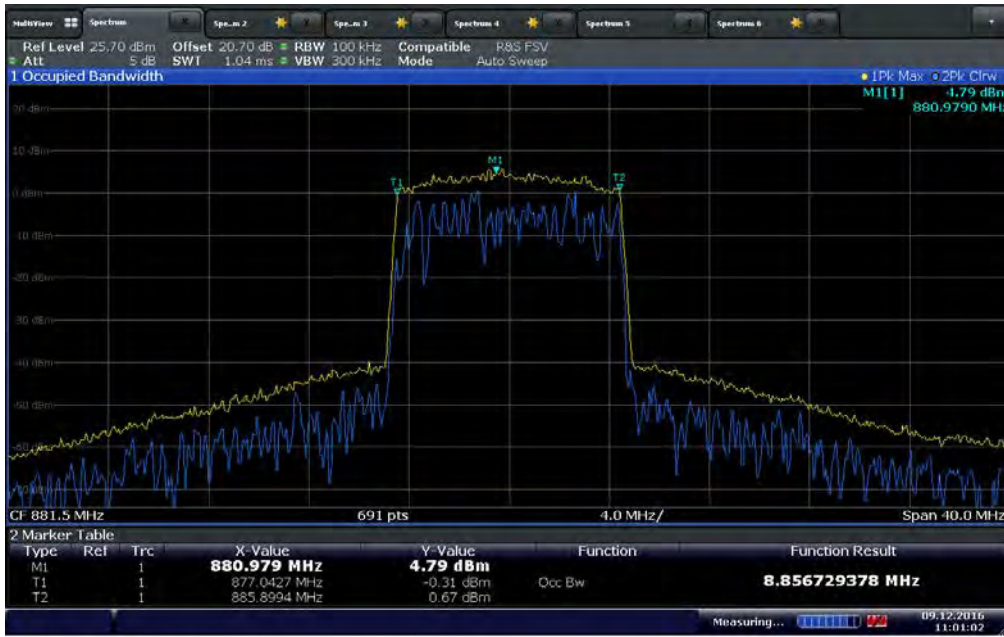 MultiView Spectrum Spe...m 2 Spe...m 3 Spectrum 4 Spectrum 5 Spectrum 6
Ref Level 25.70 dBm Offset 20.70 dB RBW 100 kHz Compatible R&S FSV
Att 5 dB SWT 1.04 ms VBW 300 kHz Mode Auto Sweep
1 Occupied Bandwidth 1Pk Max 2Pk Clrw
M1[1] 4.79 dBm
880.9790 MHz
20 dBm
10 dBm
M1
T1 T2
0 dBm
-10 dBm
-20 dBm
-30 dBm
-40 dBm
-50 dBm
CF 881.5 MHz 691 pts 4.0 MHz/ Span 40.0 MHz
2 Marker Table
Type Ref Trc X-Value Y-Value Function Function Result
M1 1 880.979 MHz 4.79 dBm
T1 1 877.0427 MHz -0.31 dBm Occ Bw 8.856729378 MHz
T2 1 885.8994 MHz 0.67 dBm
Measuring... 09.12.2016
11:01:02